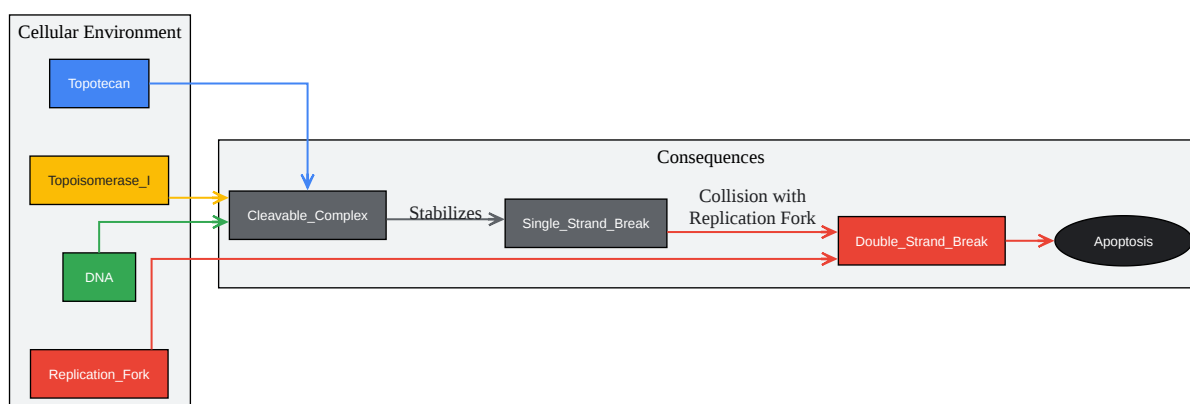 Cellular Environment
Topotecan
Topoisomerase_I
DNA
Replication_Fork
Consequences
Cleavable_Complex
Stabilizes
Single_Strand_Break
Collision with
Replication Fork
Double_Strand_Break
Apoptosis